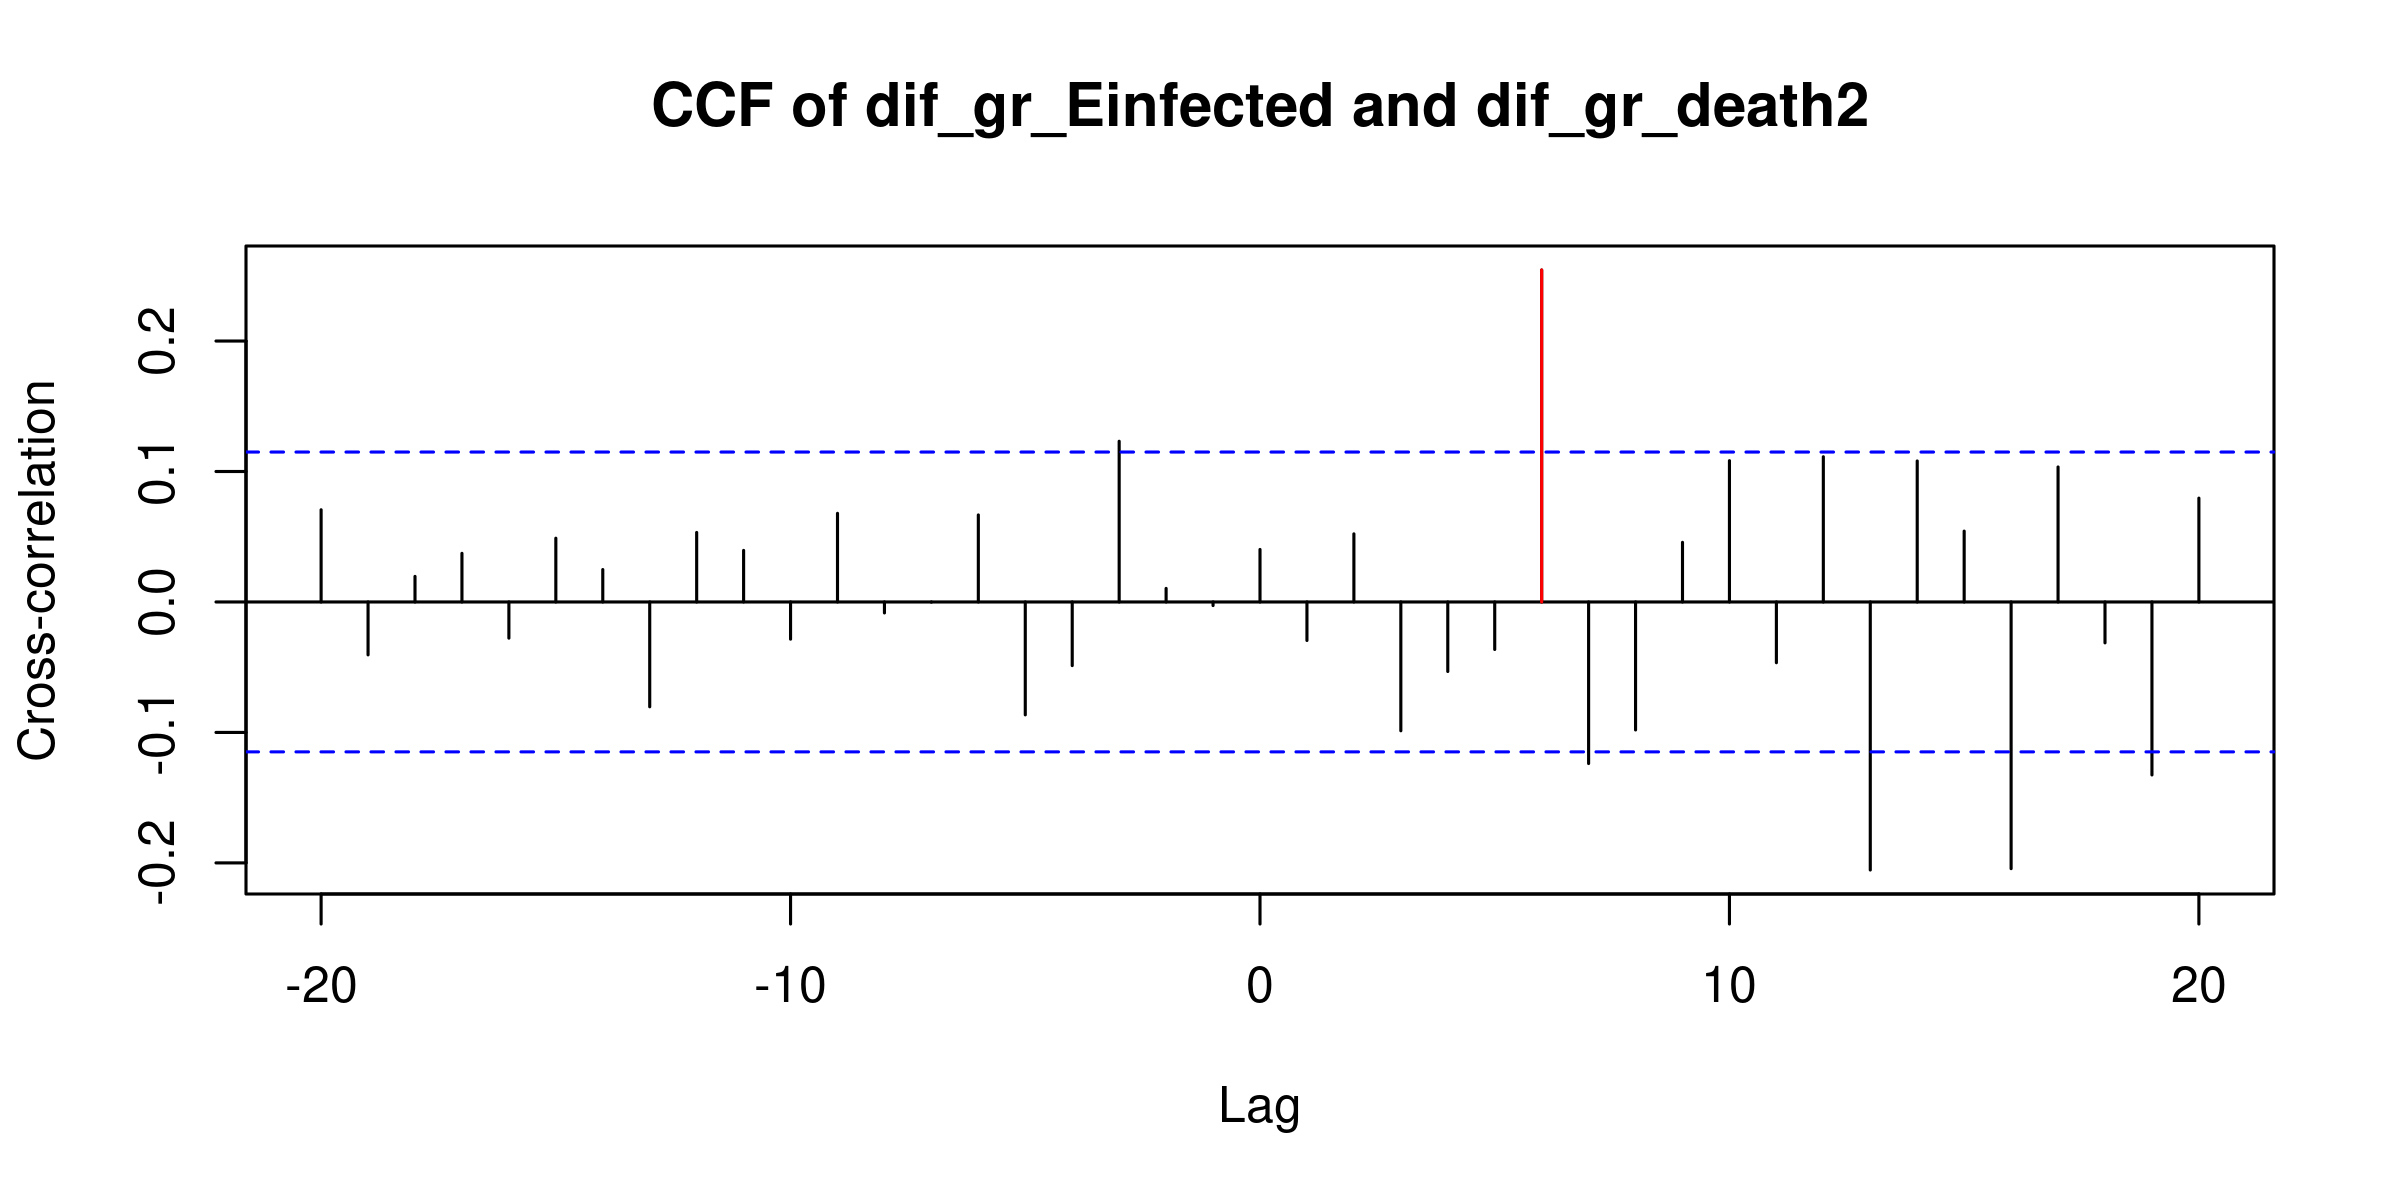 CCF of dif_gr_Einfected and dif_gr_death2
Cross-correlation
0.2
0.1
0.0
-0.1
-0.2
-20 -10 0 10 20
Lag